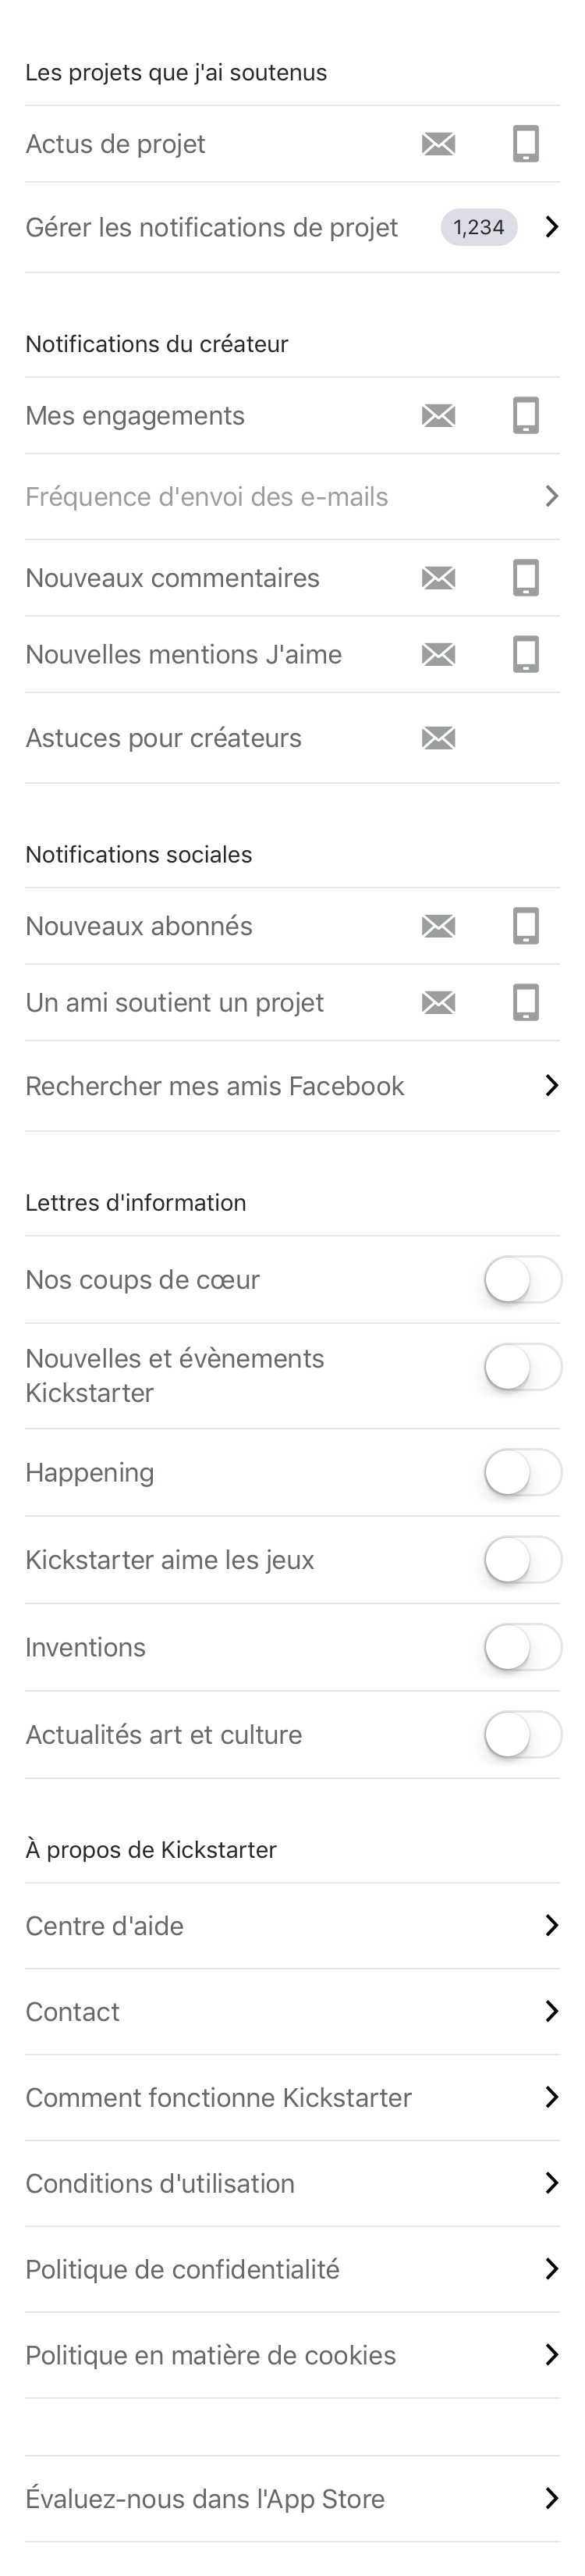 Les projets que j'ai soutenus
Actus de projet
Gérer les notifications de projet 1,234
Notifications du créateur
Mes engagements
Fréquence d'envoi des e-mails
Nouveaux commentaires
Nouvelles mentions J'aime
Astuces pour créateurs
Notifications sociales
Nouveaux abonnés
Un ami soutient un projet
Rechercher mes amis Facebook
Lettres d'information
Nos coups de cœur
Nouvelles et évènements
Kickstarter
Happening
Kickstarter aime les jeux
Inventions
Actualités art et culture
À propos de Kickstarter
Centre d'aide
Contact
Comment fonctionne Kickstarter
Conditions d'utilisation
Politique de confidentialité
Politique en matière de cookies
Évaluez-nous dans l'App Store